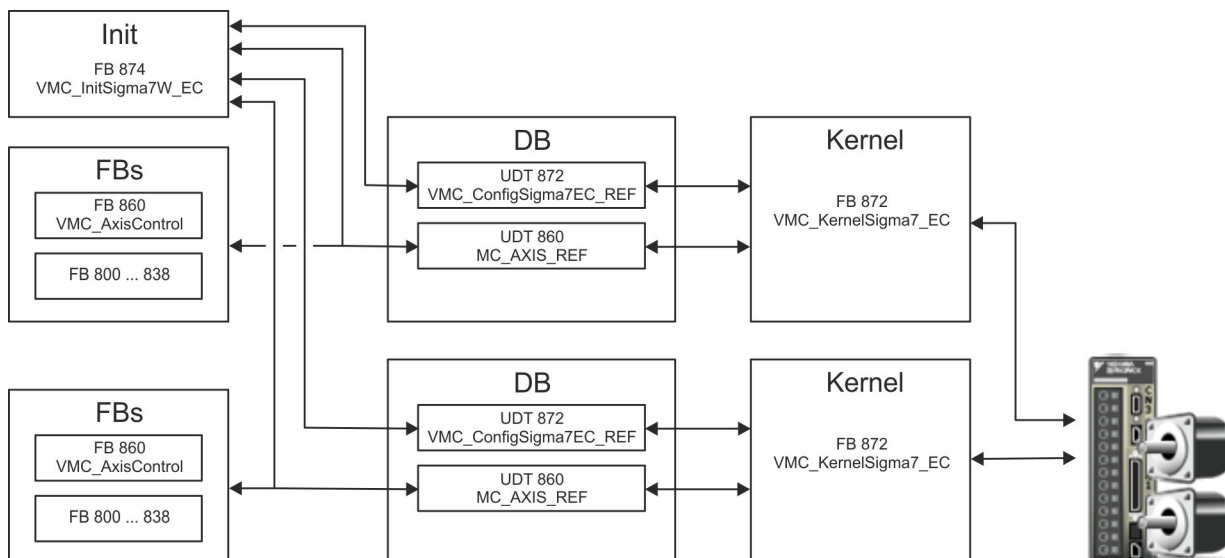 Init
FB 874
VMC_InitSigma7W_EC
FBs
FB 860
VMC_AxisControl
FB 800 ... 838
DB
UDT 872
VMC_ConfigSigma7EC_REF
UDT 860
MC_AXIS_REF
Kernel
FB 872
VMC_KernelSigma7_EC
FBs
FB 860
VMC_AxisControl
FB 800 ... 838
DB
UDT 872
VMC_ConfigSigma7EC_REF
UDT 860
MC_AXIS_REF
Kernel
FB 872
VMC_KernelSigma7_EC